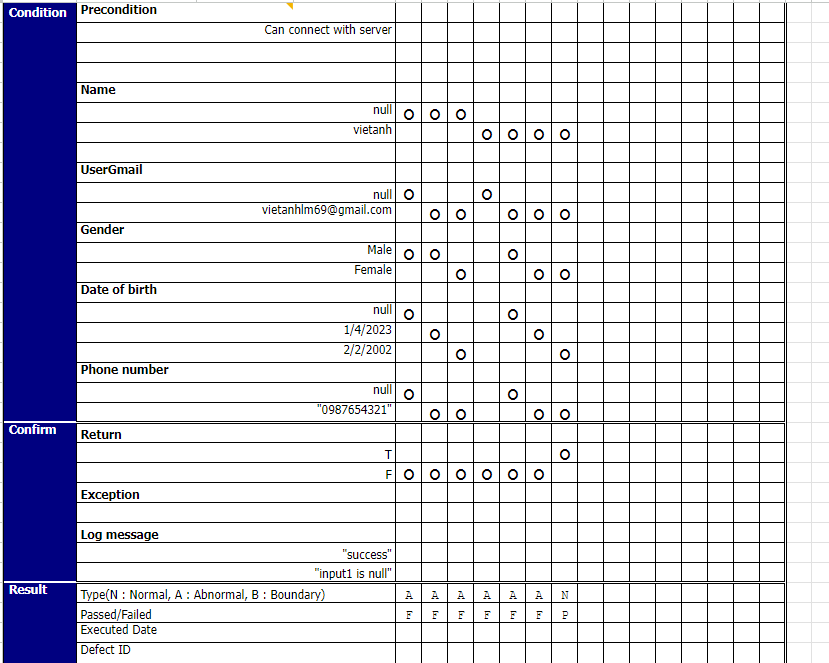 Condition Precondition
Can connect with server
Name
null O O O
vietanh O O O O
UserGmail
null O O
vietanhlm69@gmail.com O O O O O
Gender
Male O O O
Female O O O
Date of birth
null O O
1/4/2023 O O
2/2/2002 O O
Phone number
null O O
"0987654321" O O O O
Confirm Return
T O
F O O O O O O
Exception
Log message
"success"
"input1 is null"
Result Type(N : Normal, A : Abnormal, B : Boundary) A A A A A A N
Passed/Failed F F F F F F P
Executed Date
Defect ID